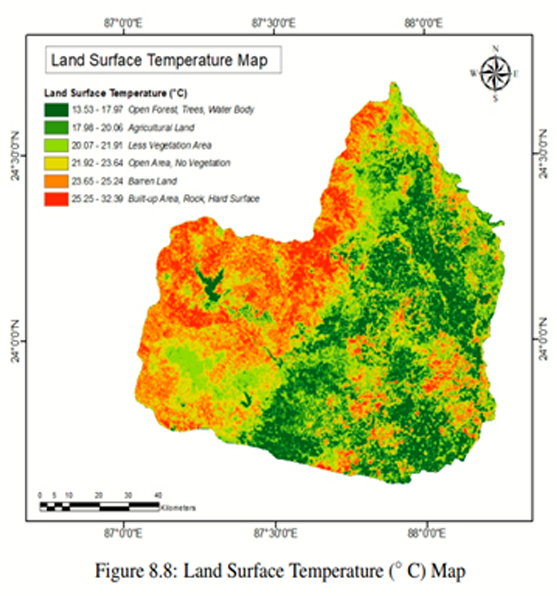 87°0'0"E 87°30'0"E 88°0'0"E
Land Surface Temperature Map
N
W E
S
Land Surface Temperature (°C)
13.53 - 17.97 Open Forest, Trees, Water Body
17.98 - 20.06 Agricultural Land
20.07 - 21.91 Less Vegetation Area
21.92 - 23.64 Open Area, No Vegetation
23.65 - 25.24 Barren Land
25.25 - 32.39 Built-up Area, Rock, Hard Surface
24°30'0"N 24°30'0"N
24°0'0"N 24°0'0"N
0 5 10 20 30 40
Kilometers
87°0'0"E 87°30'0"E 88°0'0"E
Figure 8.8: Land Surface Temperature (° C) Map